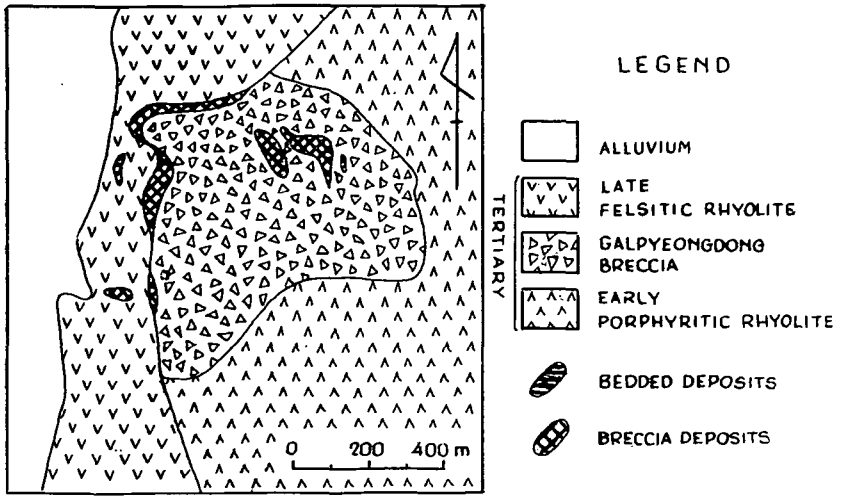 LEGEND
ALLUVIUM
TERTIARY
LATE
FELSITIC RHYOLITE
GALPYEONGDONG
BRECCIA
EARLY
PORPHYRITIC RHYOLITE
BEDDED DEPOSITS
BRECCIA DEPOSITS
0 200 400 m